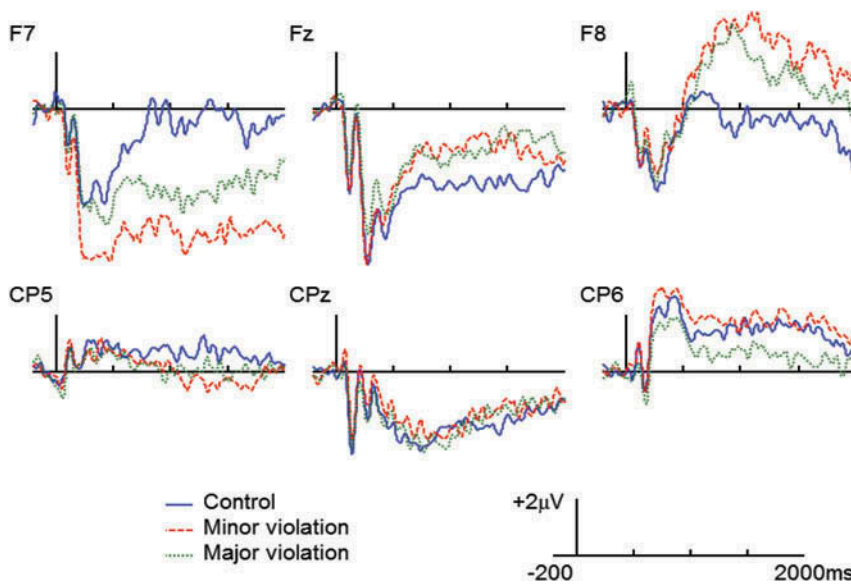 F7 Fz F8
CP5 CPz CP6
Control
Minor violation
Major violation
+2μV
-200 2000ms